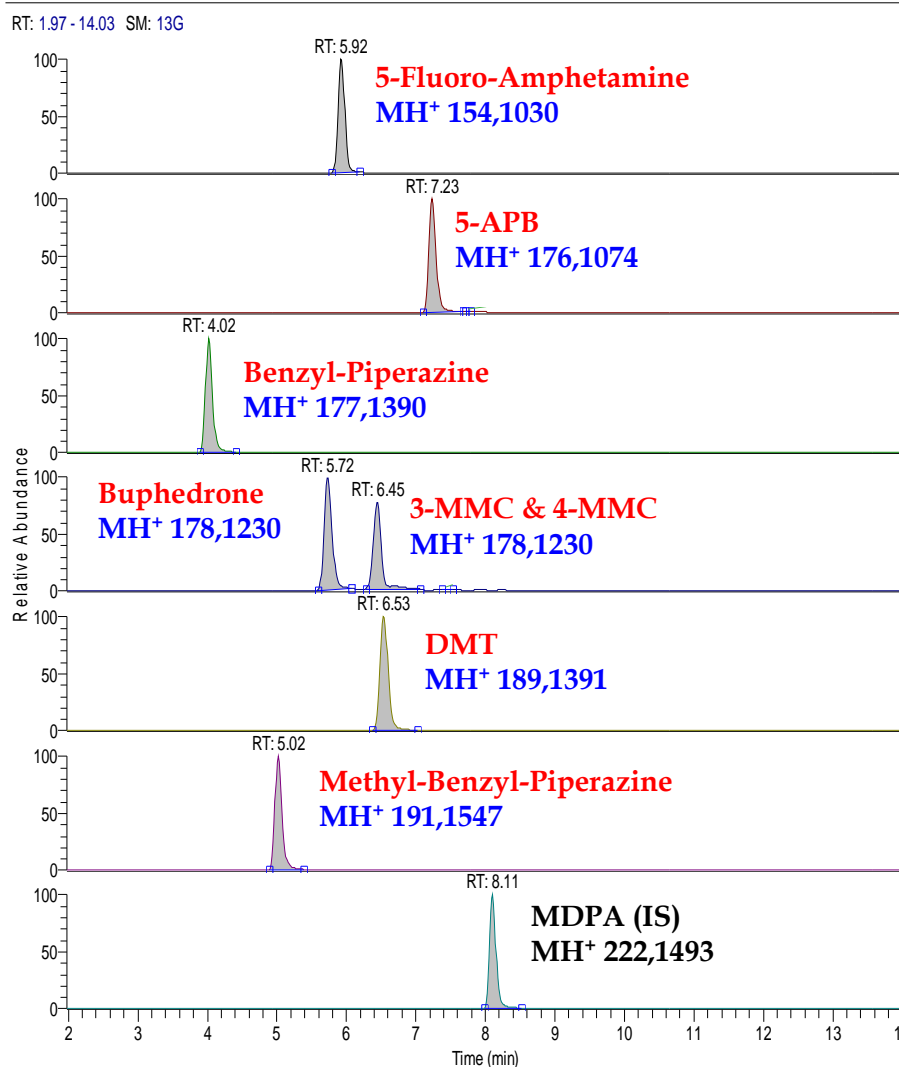 RT: 1.97 - 14.03 SM: 13G
RT: 5.92
100
50
0
5-Fluoro-Amphetamine
MH+ 154,1030
RT: 7.23
100
50
0
5-APB
MH+ 176,1074
RT: 4.02
100
50
0
Benzyl-Piperazine
MH+ 177,1390
RT: 5.72
RT: 6.45
100
50
0
Buphedrone
MH+ 178,1230
3-MMC & 4-MMC
MH+ 178,1230
RT: 6.53
100
50
0
DMT
MH+ 189,1391
RT: 5.02
100
50
0
Methyl-Benzyl-Piperazine
MH+ 191,1547
RT: 8.11
100
50
0
MDPA (IS)
MH+ 222,1493
Relative Abundance
2 3 4 5 6 7 8 9 10 11 12 13
Time (min)